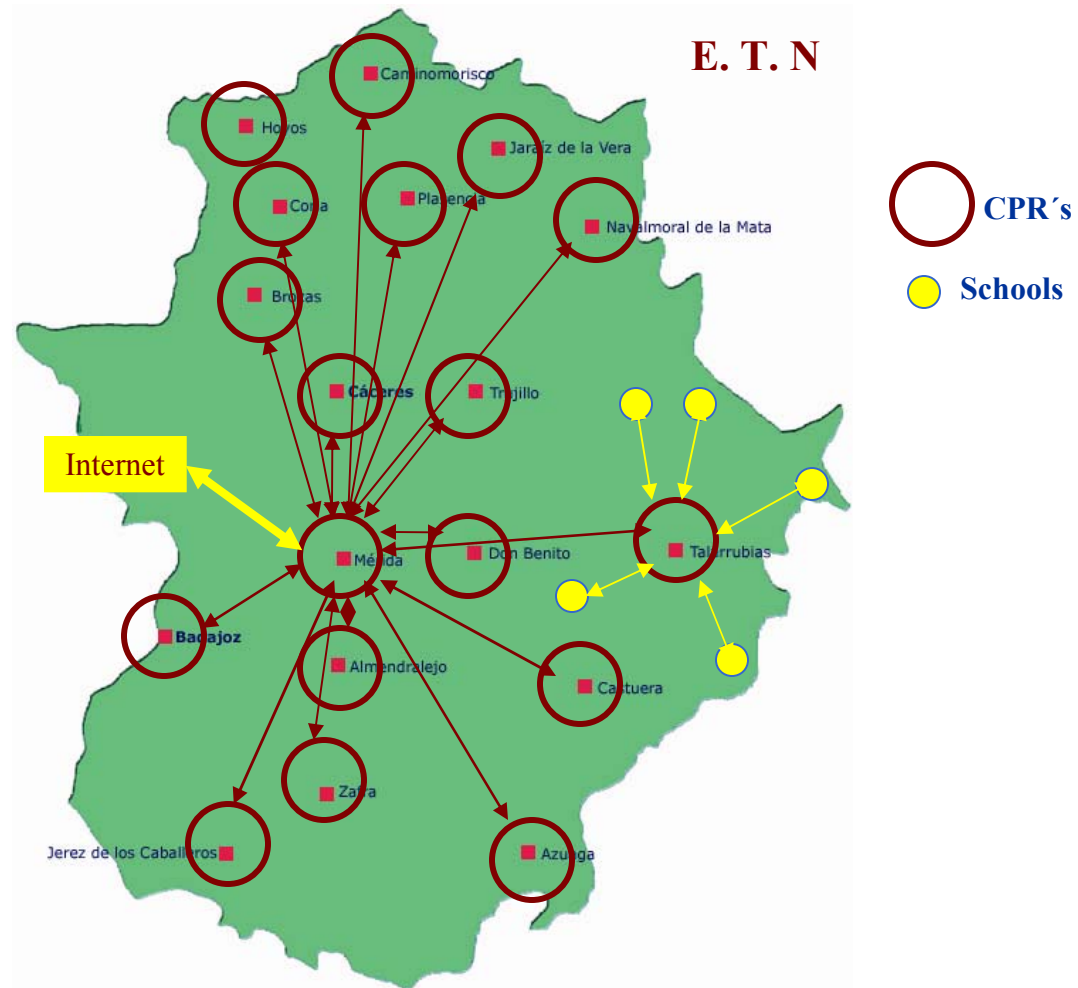 E. T. N
Caminomorisco
Hoyos
Jaraíz de la Vera
Coria
Plasencia
CPR´s
Navalmoral de la Mata
Schools
Brozas
Cáceres
Trujillo
Internet
Mérida
Don Benito
Talarrubias
Badajoz
Almendralejo
Castuera
Zafra
Jerez de los Caballeros
Azuaga